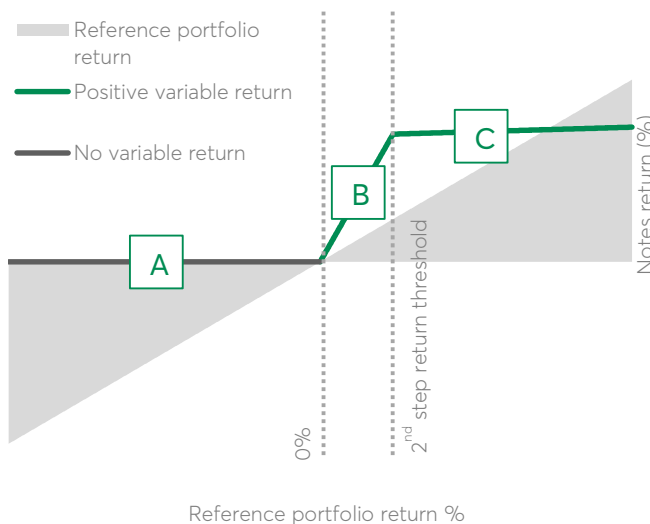 Reference portfolio
return
Positive variable return
No variable return
A
B
C
Notes return (%)
0%
2nd step return threshold
Reference portfolio return %